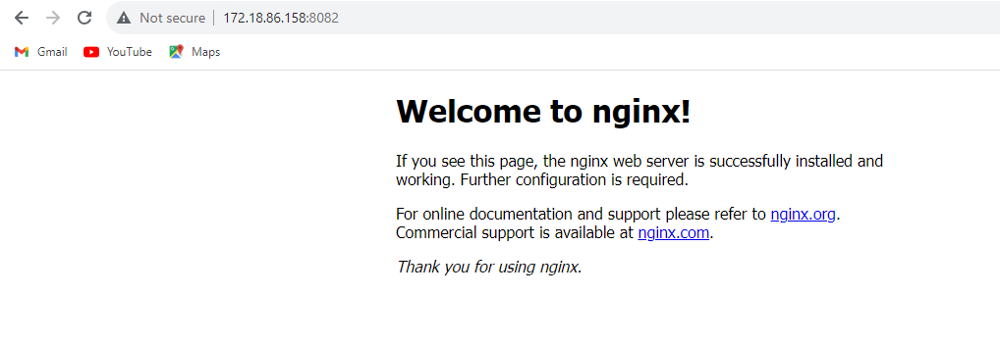 Not secure 172.18.86.158:8082
Gmail YouTube Maps
Welcome to nginx!
If you see this page, the nginx web server is successfully installed and
working. Further configuration is required.
For online documentation and support please refer to nginx.org.
Commercial support is available at nginx.com.
Thank you for using nginx.